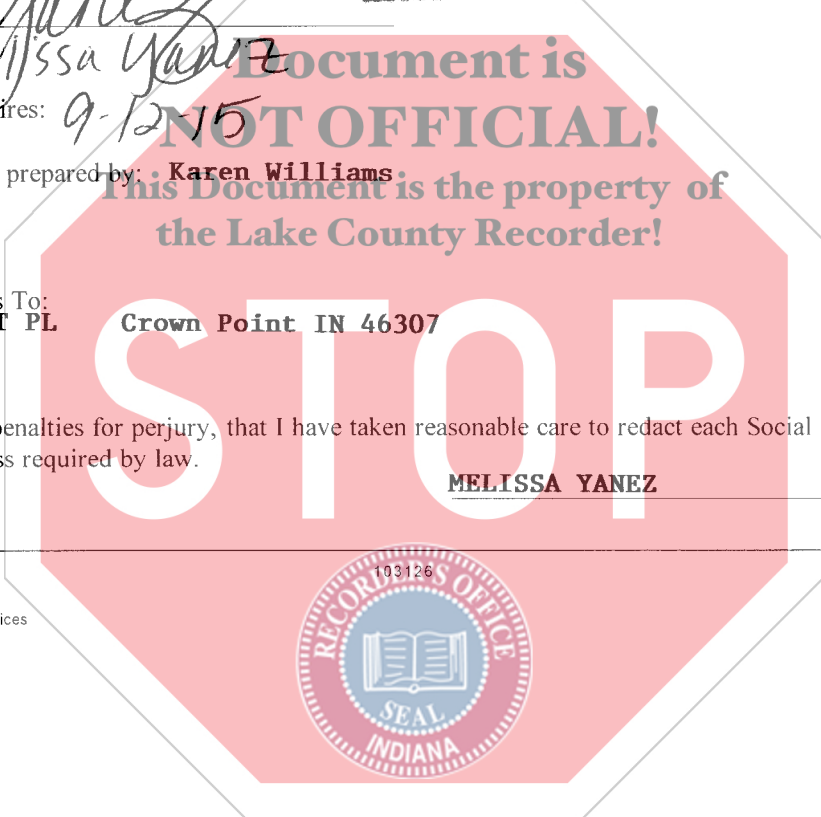 issa Yanez
Document is
ires: 9-12-15
NOT OFFICIAL!
prepared by: Karen Williams
This Document is the property of
the Lake County Recorder!
s To:
T PL Crown Point IN 46307
STOP
penalties for perjury, that I have taken reasonable care to redact each Social
ss required by law.
MELISSA YANEZ
103126
RECORDER'S OFFICE
ices
SEAL
INDIANA